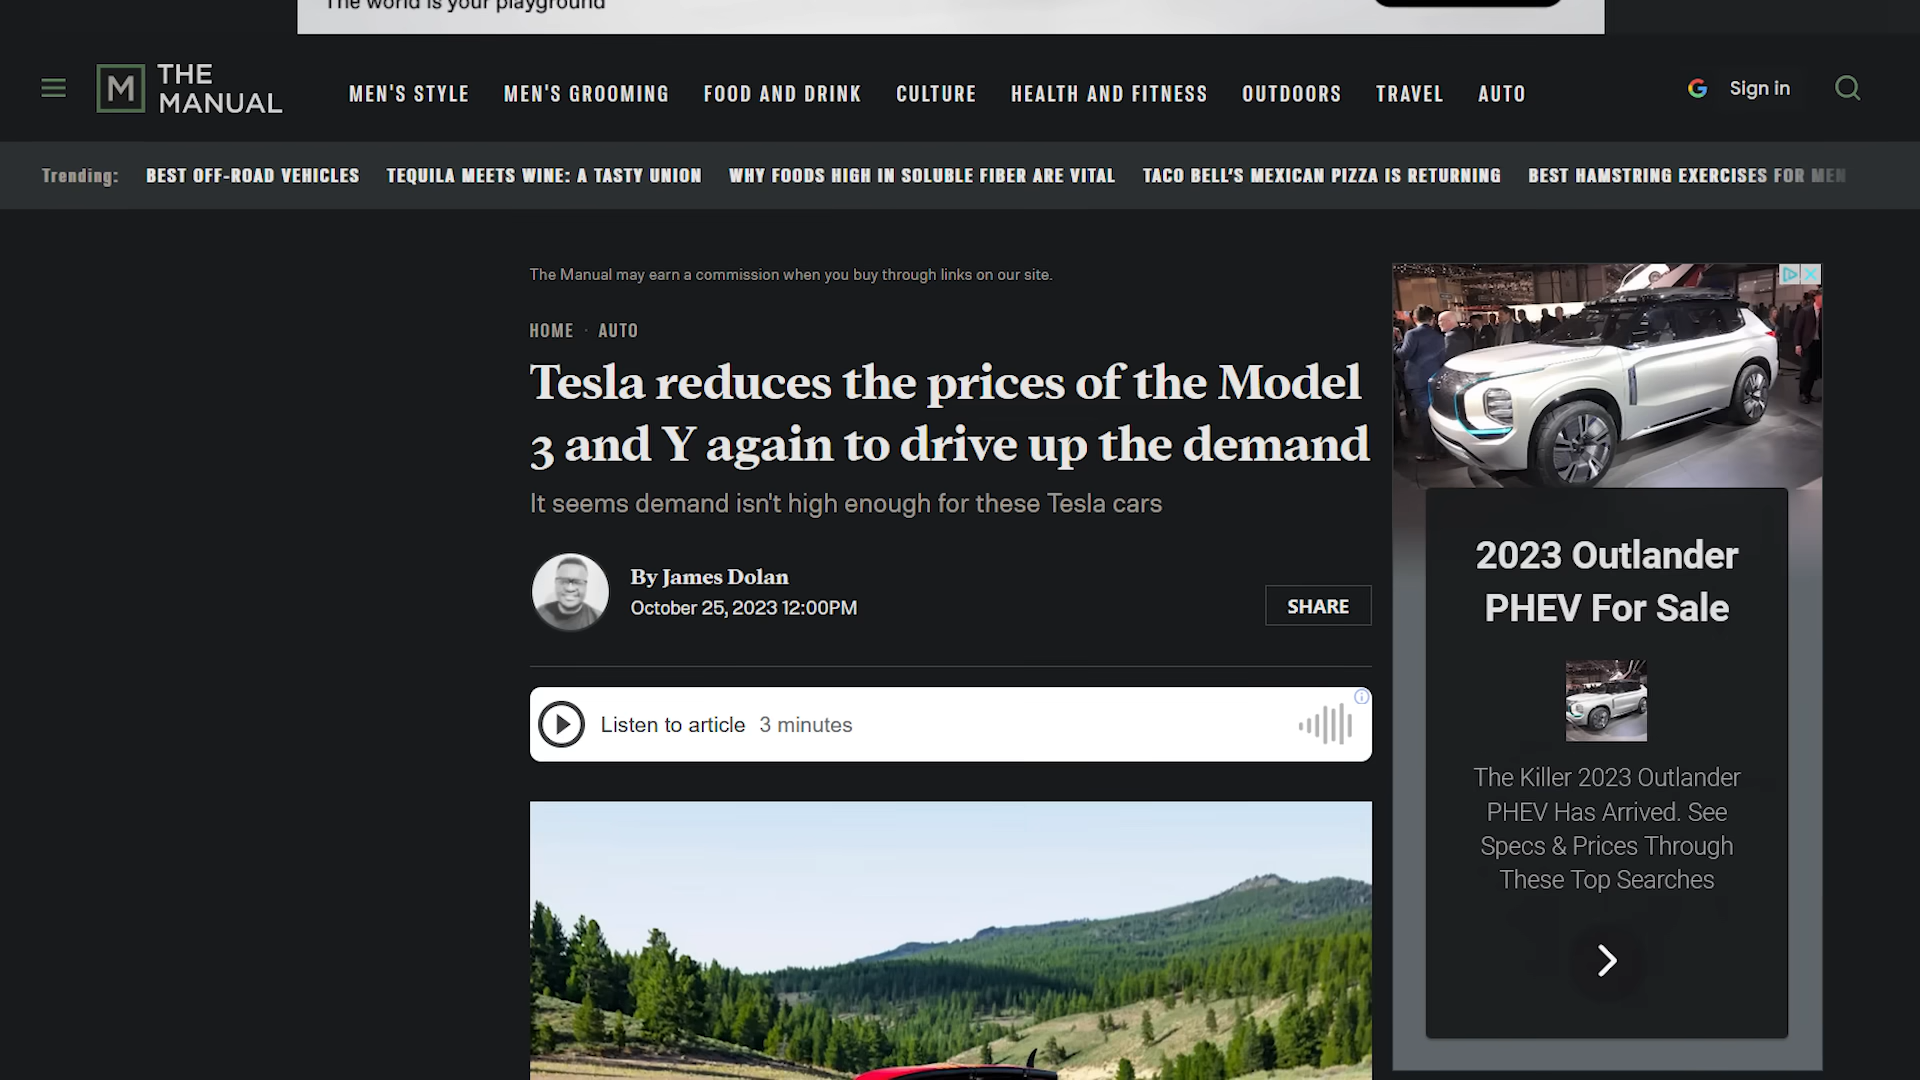 The world is your playground
M THE
MANUAL
MEN'S STYLE MEN'S GROOMING FOOD AND DRINK CULTURE HEALTH AND FITNESS OUTDOORS TRAVEL AUTO
Sign in
Trending: BEST OFF-ROAD VEHICLES TEQUILA MEETS WINE: A TASTY UNION WHY FOODS HIGH IN SOLUBLE FIBER ARE VITAL TACO BELL’S MEXICAN PIZZA IS RETURNING BEST HAMSTRING EXERCISES FOR MEN
The Manual may earn a commission when you buy through links on our site.
HOME · AUTO
Tesla reduces the prices of the Model
3 and Y again to drive up the demand
It seems demand isn't high enough for these Tesla cars
By James Dolan
October 25, 2023 12:00PM
SHARE
Listen to article 3 minutes
2023 Outlander
PHEV For Sale
The Killer 2023 Outlander
PHEV Has Arrived. See
Specs & Prices Through
These Top Searches